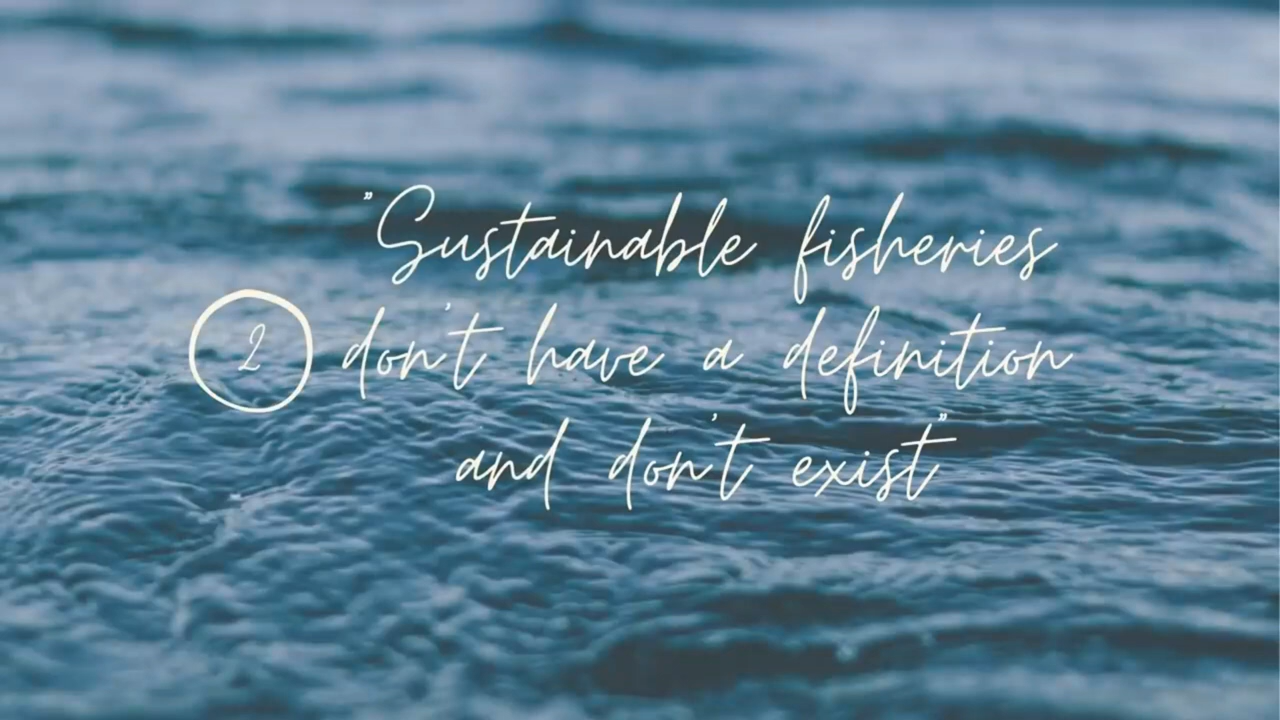 "Sustainable fisheries
2 don't have a definition
and don't exist"